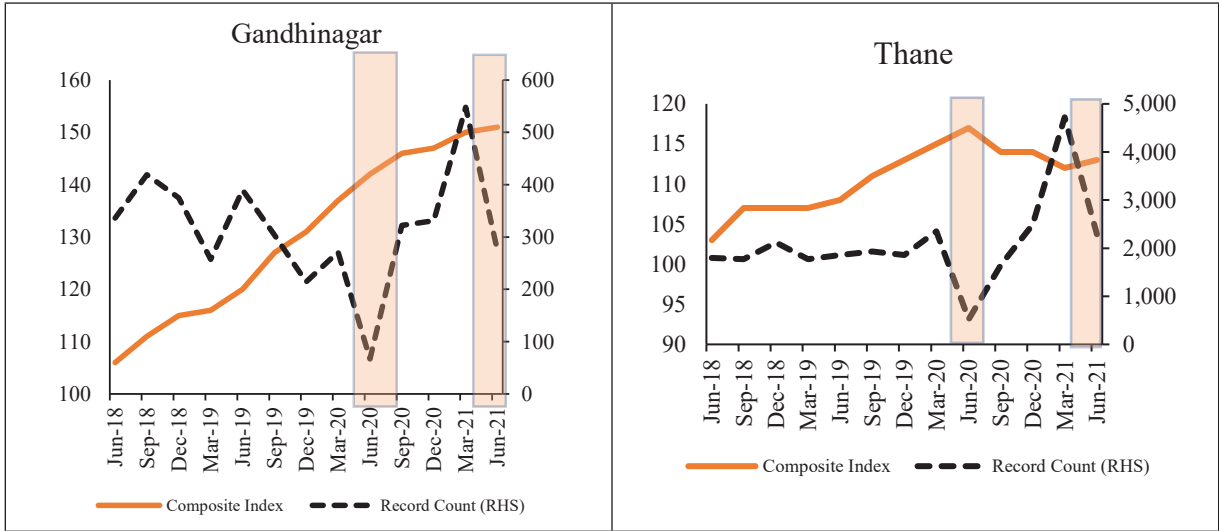 Gandhinagar
160
150
140
130
120
110
100
600
500
400
300
200
100
0
Jun-18
Sep-18
Dec-18
Mar-19
Jun-19
Sep-19
Dec-19
Mar-20
Jun-20
Sep-20
Dec-20
Mar-21
Jun-21
Composite Index
Record Count (RHS)
Thane
120
115
110
105
100
95
90
5,000
4,000
3,000
2,000
1,000
0
Jun-18
Sep-18
Dec-18
Mar-19
Jun-19
Sep-19
Dec-19
Mar-20
Jun-20
Sep-20
Dec-20
Mar-21
Jun-21
Composite Index
Record Count (RHS)